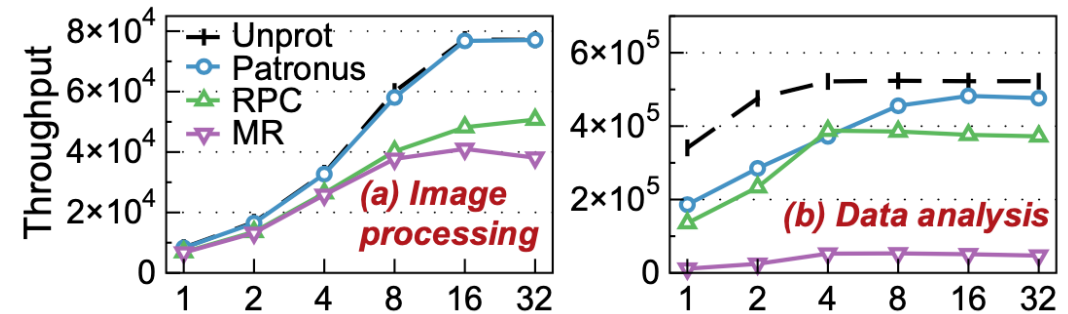 Throughput
8×10⁴
6×10⁴
4×10⁴
2×10⁴
0
Unprot
Patronus
RPC
MR
(a) Image
processing
1 2 4 8 16 32
6×10⁵
4×10⁵
2×10⁵
0
(b) Data analysis
1 2 4 8 16 32